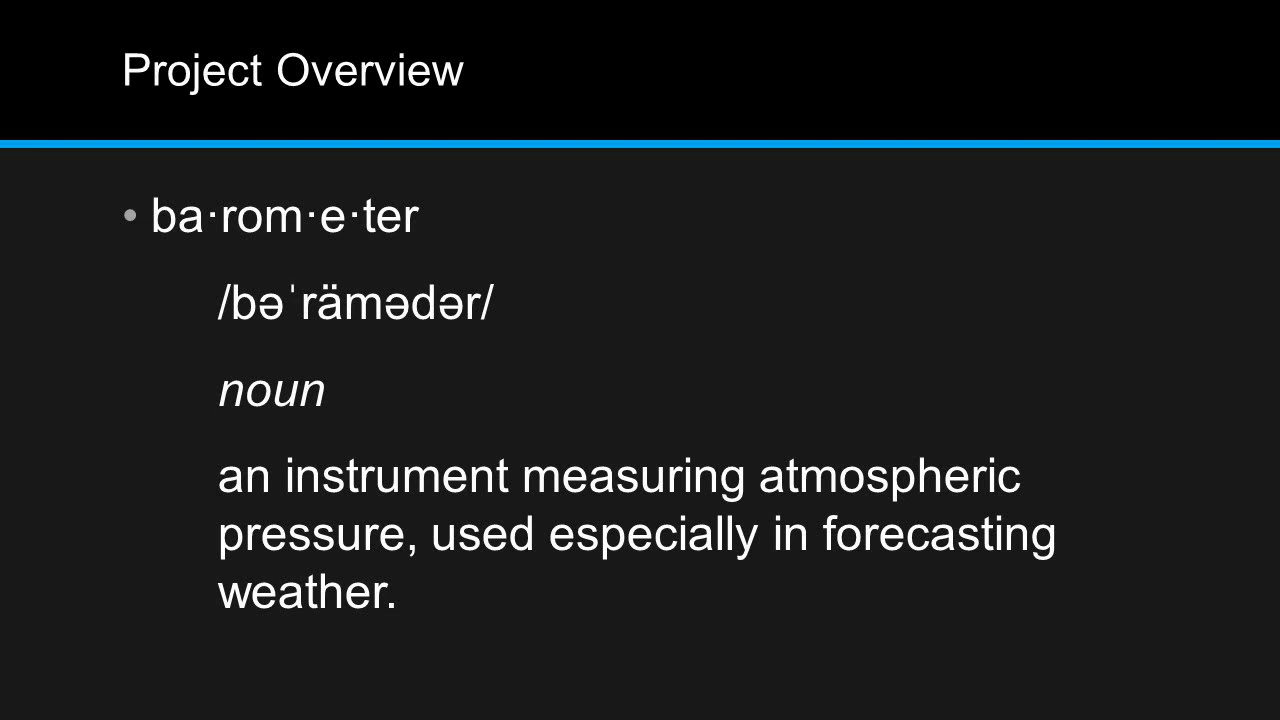 Project Overview
• ba·rom·e·ter
/bəˈrämədər/
noun
an instrument measuring atmospheric
pressure, used especially in forecasting
weather.